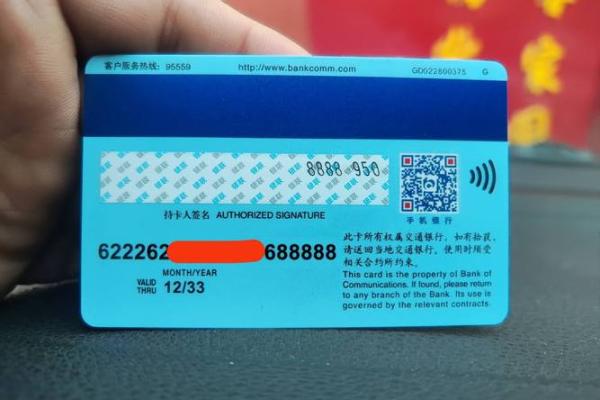 客户服务热线: 95559 http://www.bankcomm.com GD022800375 G
8888 950
手机银行
持卡人签名 AUTHORIZED SIGNATURE
622262 688888
MONTH/YEAR
VALID THRU 12/33
此卡所有权属交通银行。如有拾获,
请送回当地交通银行。使用时须受
相关合约所约束。
This card is the property of Bank of
Communications. If found, please return
to any branch of the Bank. Its use is
governed by the relevant contracts.